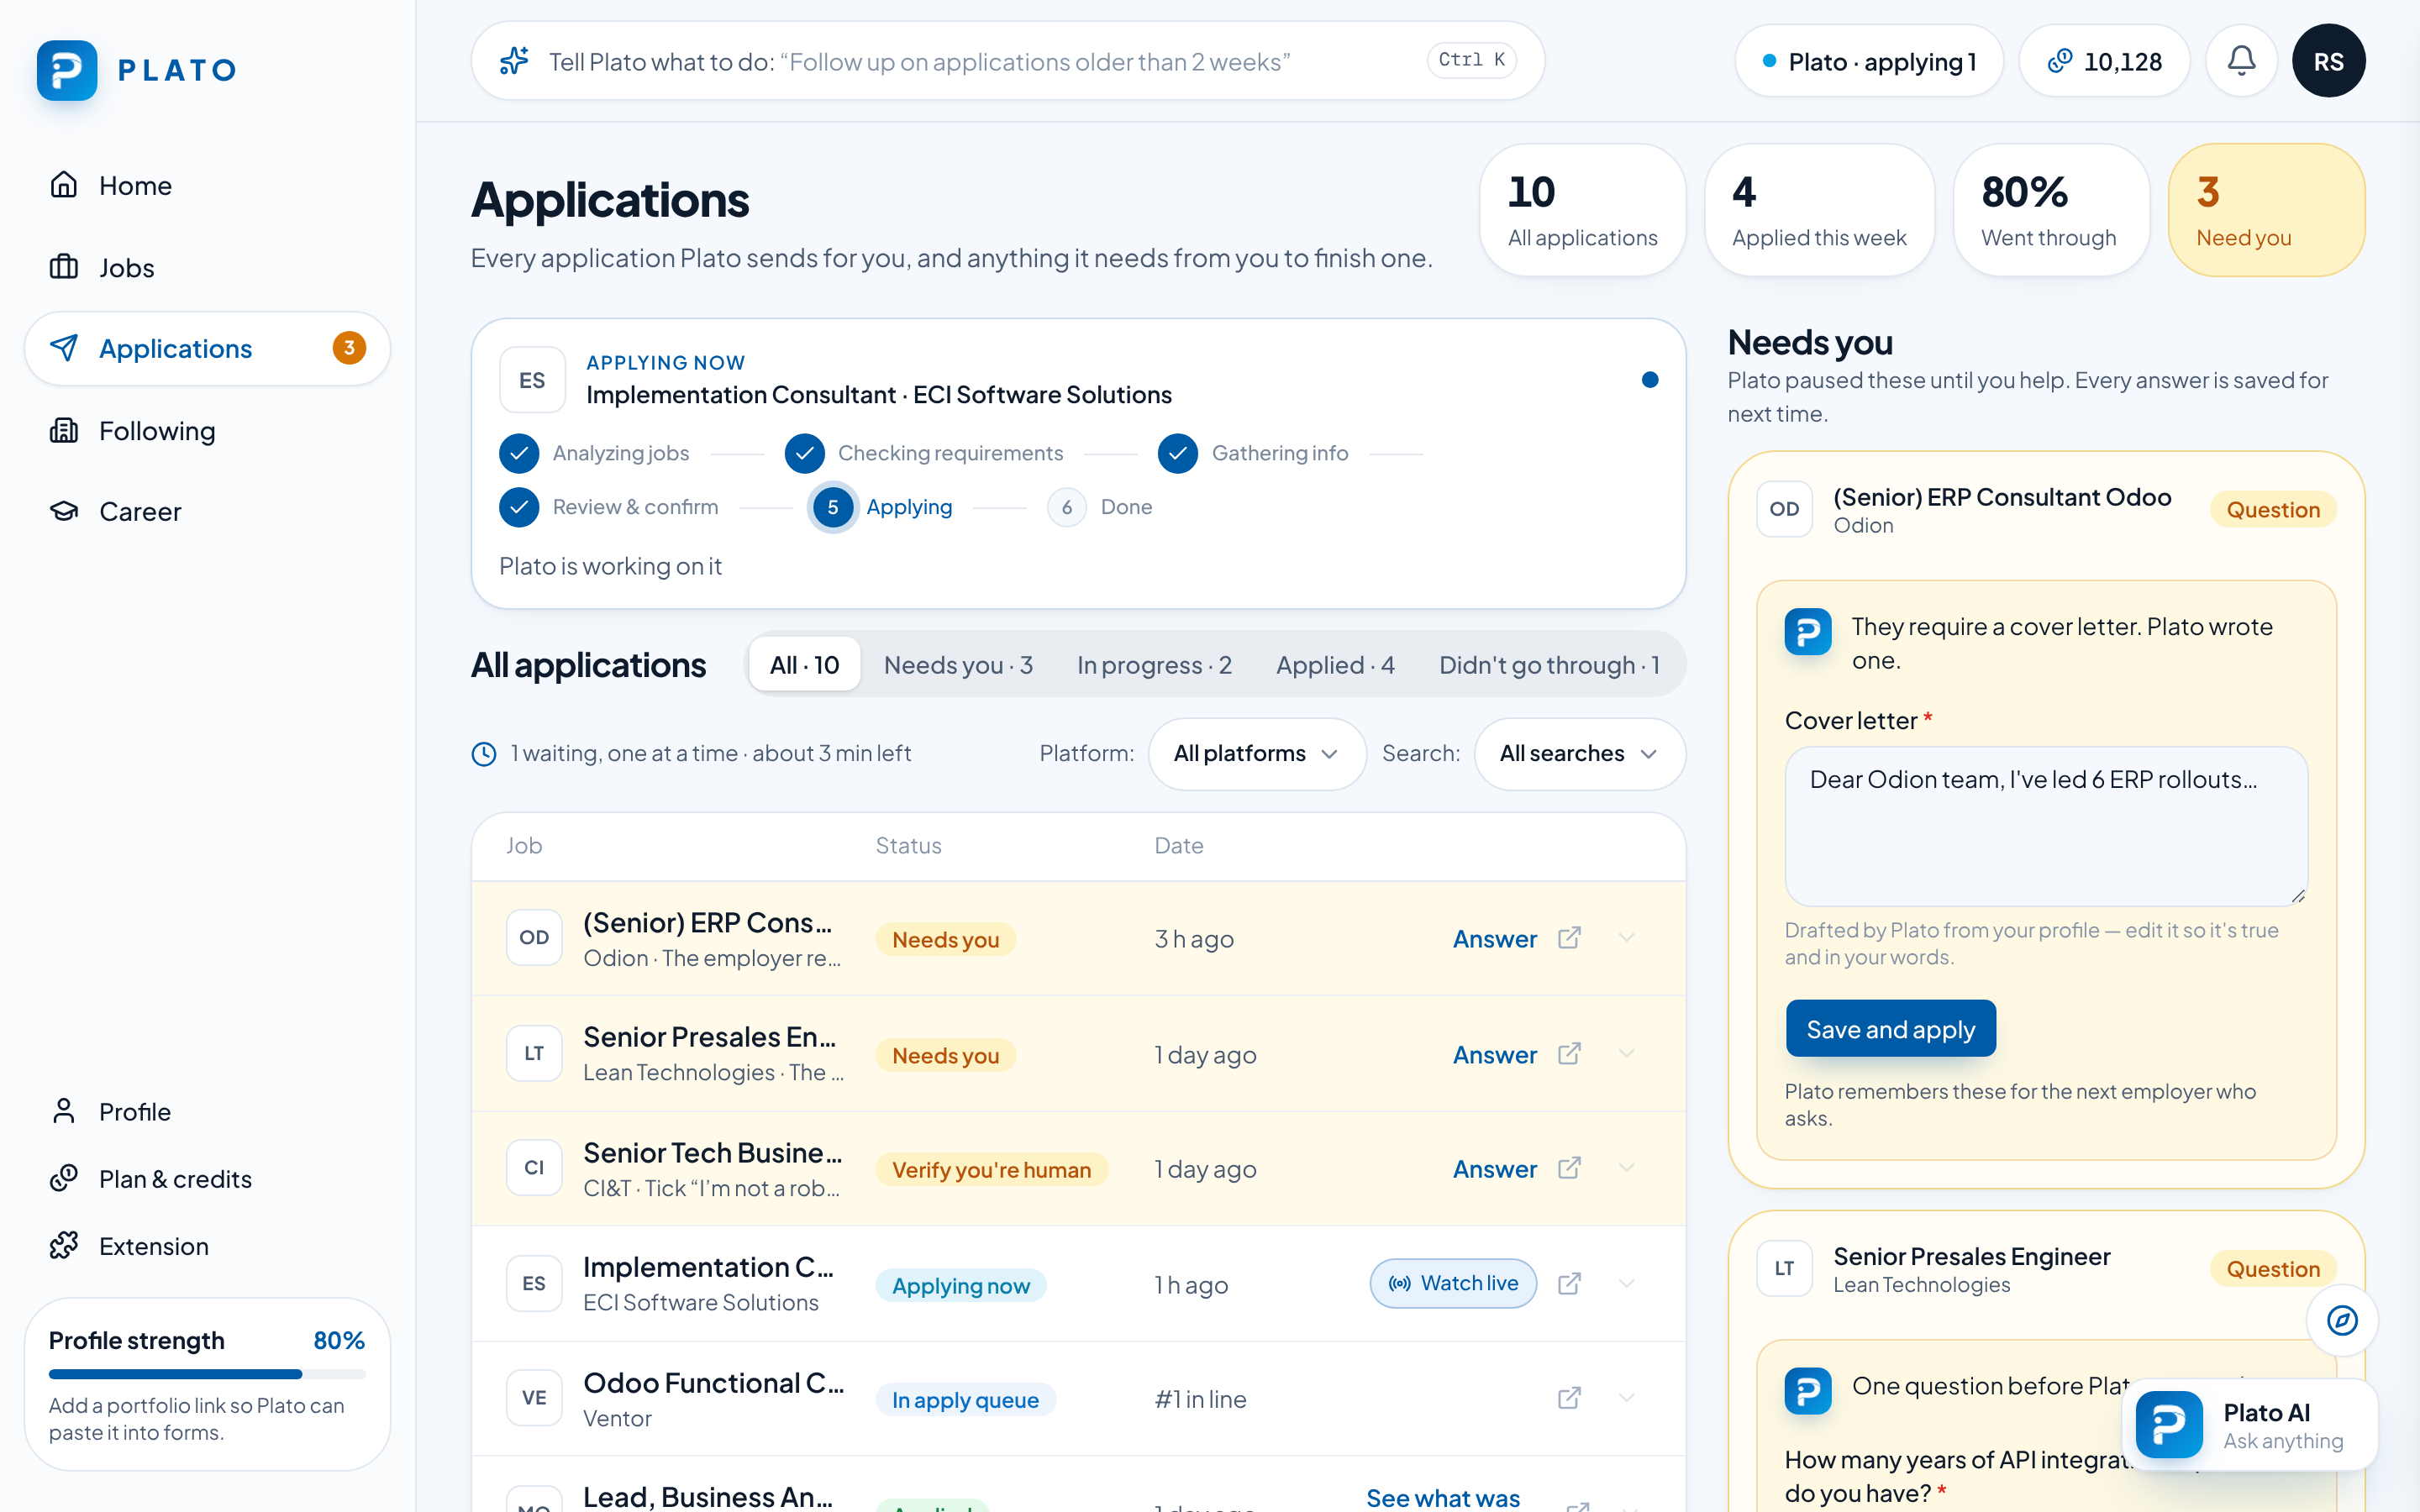 PLATO
Home
Jobs
Applications 3
Following
Career
Profile
Plan & credits
Extension
Profile strength 80%
Add a portfolio link so Plato can
paste it into forms.
Tell Plato what to do: “Follow up on applications older than 2 weeks” Ctrl K
Plato · applying 1
10,128
RS
Applications
Every application Plato sends for you, and anything it needs from you to finish one.
10
All applications
4
Applied this week
80%
Went through
3
Need you
ES
APPLYING NOW
Implementation Consultant · ECI Software Solutions
Analyzing jobs
Checking requirements
Gathering info
Review & confirm
5 Applying
6 Done
Plato is working on it
All applications
All · 10
Needs you · 3
In progress · 2
Applied · 4
Didn't go through · 1
1 waiting, one at a time · about 3 min left
Platform: All platforms
Search: All searches
Job Status Date
OD
(Senior) ERP Cons...
Odion · The employer re...
Needs you
3 h ago
Answer
LT
Senior Presales En...
Lean Technologies · The ...
Needs you
1 day ago
Answer
CI
Senior Tech Busine...
CI&T · Tick “I'm not a rob...
Verify you're human
1 day ago
Answer
ES
Implementation C...
ECI Software Solutions
Applying now
1 h ago
Watch live
VE
Odoo Functional C...
Ventor
In apply queue
#1 in line
Lead, Business An...
See what was
Needs you
Plato paused these until you help. Every answer is saved for
next time.
OD
(Senior) ERP Consultant Odoo
Odion
Question
They require a cover letter. Plato wrote
one.
Cover letter *
Dear Odion team, I've led 6 ERP rollouts...
Drafted by Plato from your profile — edit it so it's true
and in your words.
Save and apply
Plato remembers these for the next employer who
asks.
LT
Senior Presales Engineer
Lean Technologies
Question
One question before
How many years of API
do you have? *
Plato AI
Ask anything